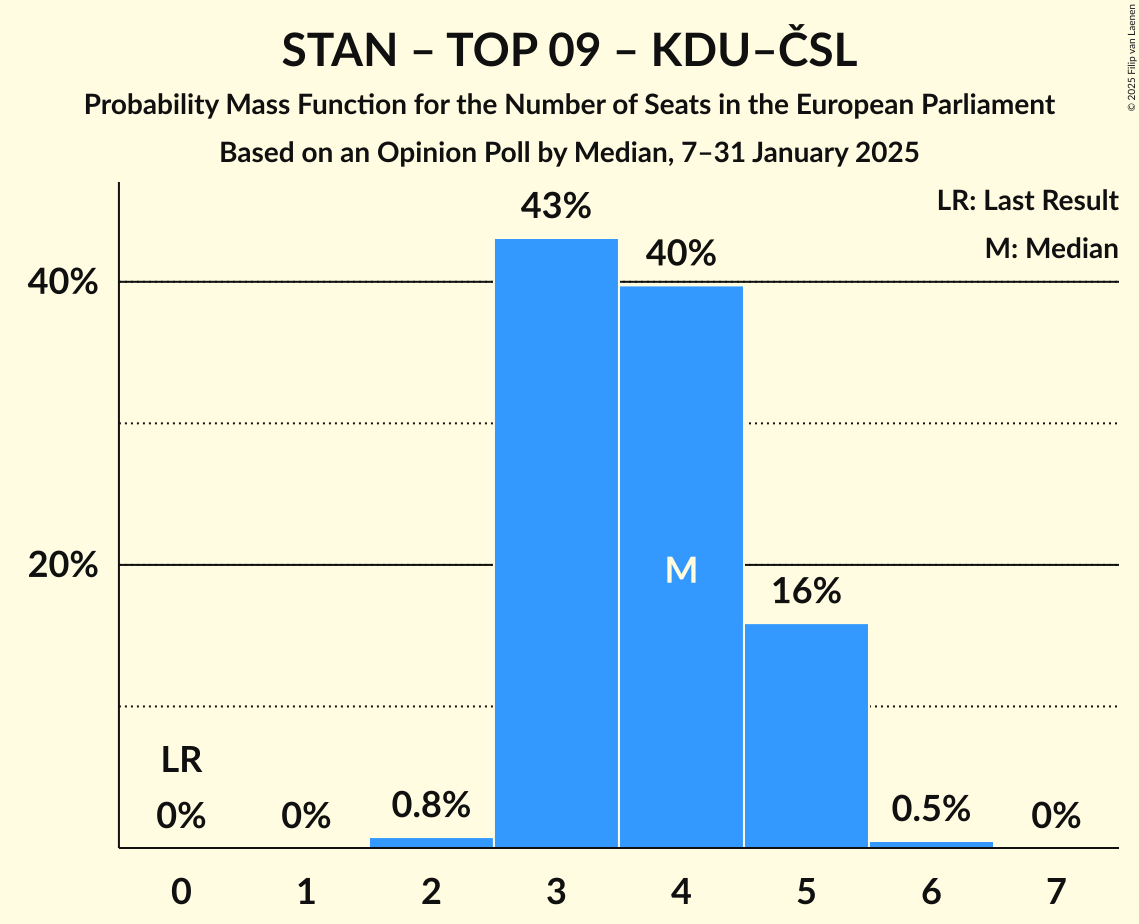 STAN – TOP 09 – KDU–ČSL
Probability Mass Function for the Number of Seats in the European Parliament
Based on an Opinion Poll by Median, 7–31 January 2025
© 2025 Filip van Laenen
LR: Last Result
M: Median
43%
40%
40%
20%
M
16%
LR
0%
0%
0.8%
0.5%
0%
0 1 2 3 4 5 6 7